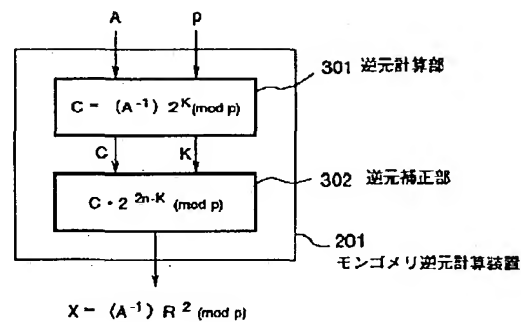 A p
301 逆元計算部
C = (A⁻¹) 2ᴷ (mod p)
C K
302 逆元補正部
C・2²ⁿ⁻ᴷ (mod p)
201
モンゴメリ逆元計算装置
X = (A⁻¹) R² (mod p)